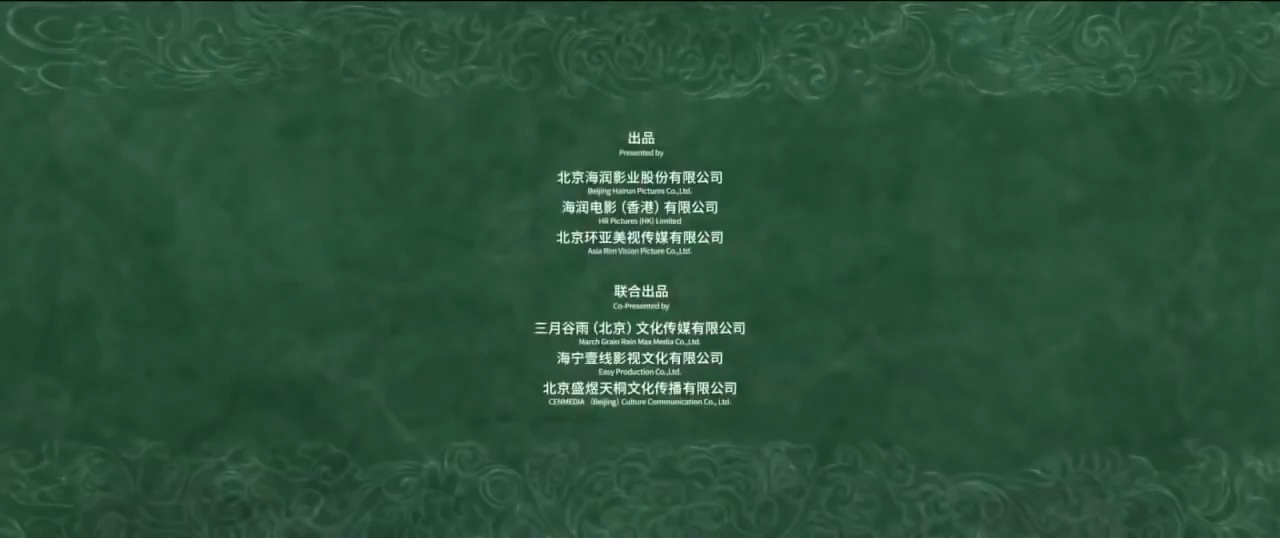 出品
Presented by
北京海润影业股份有限公司
Beijing Hairun Pictures Co.,Ltd.
海润电影（香港）有限公司
HR Pictures (HK) Limited
北京环亚美视传媒有限公司
Asia Rim Vision Picture Co.,Ltd.
联合出品
Co-Presented by
三月谷雨（北京）文化传媒有限公司
March Grain Rain Max Media Co.,Ltd.
海宁壹线影视文化有限公司
Easy Production Co.,Ltd.
北京盛煜天桐文化传播有限公司
CENMEDIA （Beijing) Culture Communication Co., Ltd.